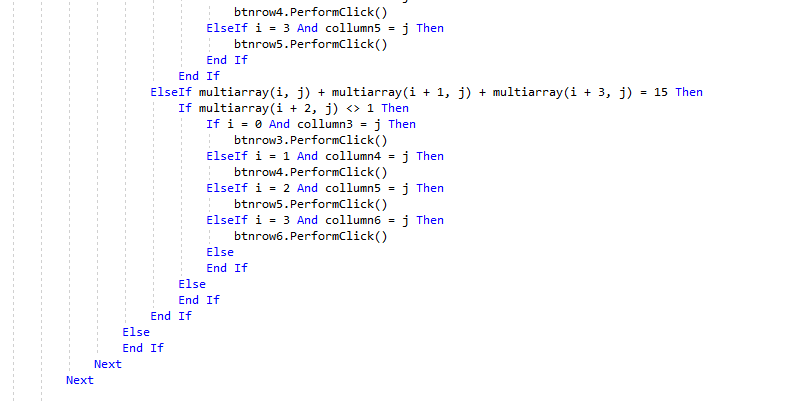 btnrow4.PerformClick()
ElseIf i = 3 And collumn5 = j Then
btnrow5.PerformClick()
End If
End If
ElseIf multiarray(i, j) + multiarray(i + 1, j) + multiarray(i + 3, j) = 15 Then
If multiarray(i + 2, j) <> 1 Then
If i = 0 And collumn3 = j Then
btnrow3.PerformClick()
ElseIf i = 1 And collumn4 = j Then
btnrow4.PerformClick()
ElseIf i = 2 And collumn5 = j Then
btnrow5.PerformClick()
ElseIf i = 3 And collumn6 = j Then
btnrow6.PerformClick()
Else
End If
Else
End If
End If
Else
End If
Next
Next